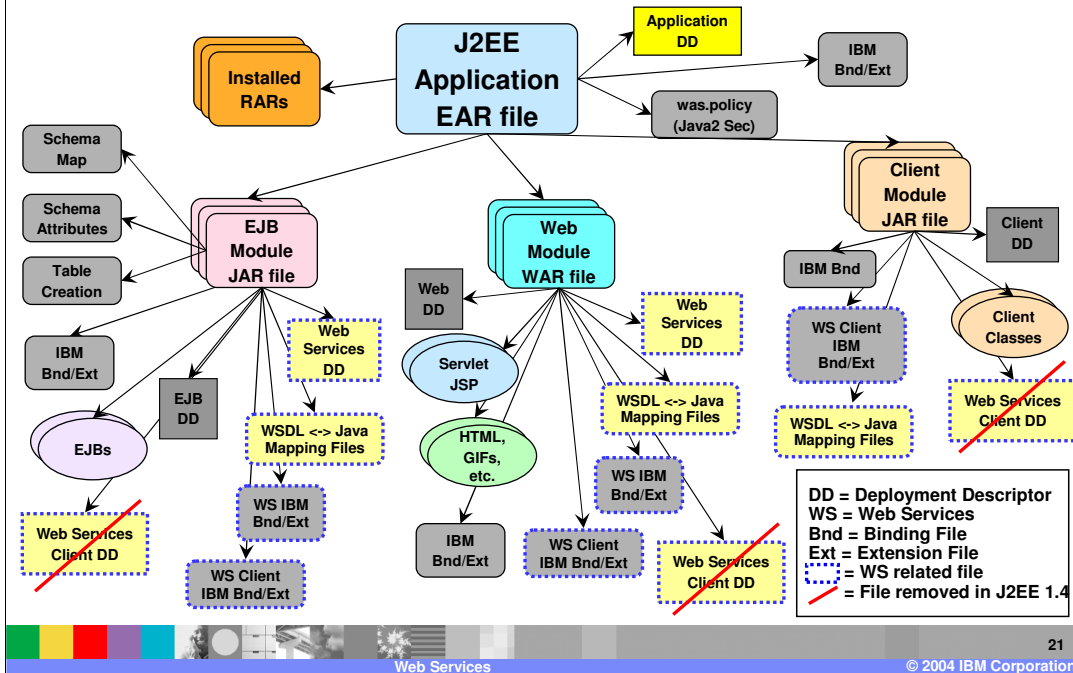 J2EE
Application
EAR file
Application
DD
IBM
Bnd/Ext
was.policy
(Java2 Sec)
Installed
RARs
Schema
Map
Schema
Attributes
Table
Creation
EJB
Module
JAR file
Web
Module
WAR file
Client
Module
JAR file
Client
DD
IBM Bnd
WS Client
IBM
Bnd/Ext
Client
Classes
WSDL <-> Java
Mapping Files
Web Services
Client DD
IBM
Bnd/Ext
EJBs
EJB
DD
Web
Services
DD
WSDL <-> Java
Mapping Files
WS IBM
Bnd/Ext
WS Client
IBM Bnd/Ext
Web Services
Client DD
Web
DD
Servlet
JSP
HTML,
GIFs,
etc.
IBM
Bnd/Ext
Web
Services
DD
WSDL <-> Java
Mapping Files
WS IBM
Bnd/Ext
WS Client
IBM Bnd/Ext
Web Services
Client DD
DD = Deployment Descriptor
WS = Web Services
Bnd = Binding File
Ext = Extension File
= WS related file
= File removed in J2EE 1.4
21
Web Services
© 2004 IBM Corporation